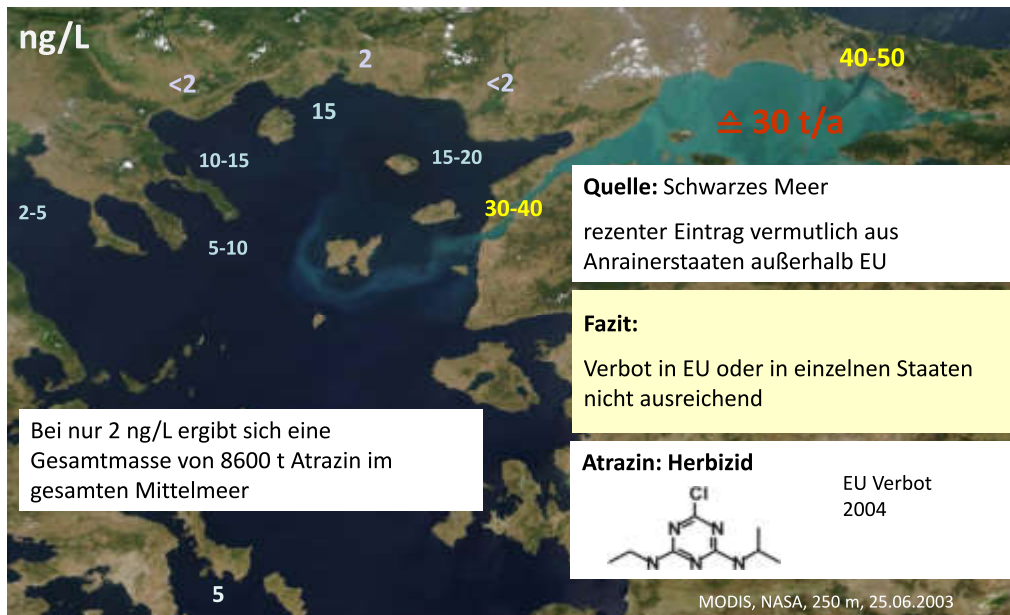 ng/L
<2
2
<2
40-50
15
≙ 30 t/a
10-15
15-20
2-5
30-40
5-10
Quelle: Schwarzes Meer
rezenter Eintrag vermutlich aus
Anrainerstaaten außerhalb EU
Fazit:
Verbot in EU oder in einzelnen Staaten
nicht ausreichend
Bei nur 2 ng/L ergibt sich eine
Gesamtmasse von 8600 t Atrazin im
gesamten Mittelmeer
Atrazin: Herbizid
EU Verbot
2004
Cl
N N
N N N
H H
5
MODIS, NASA, 250 m, 25.06.2003